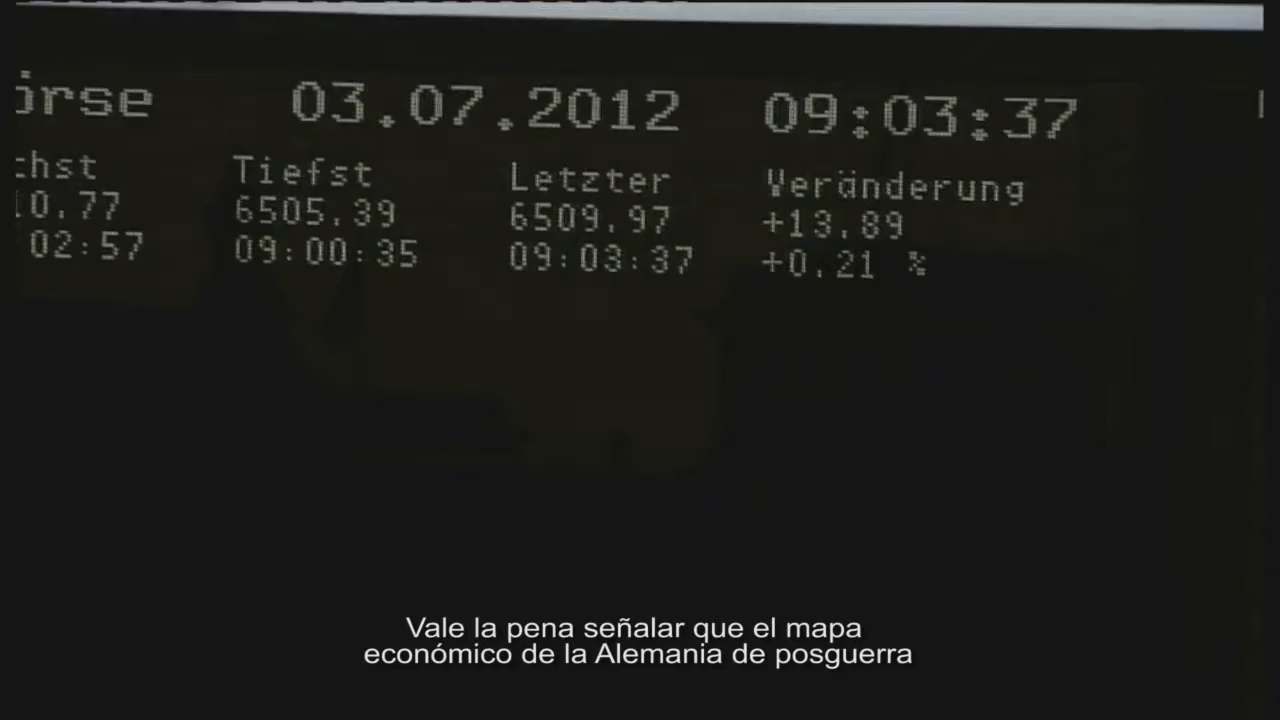 örse 03.07.2012 09:03:37
chst Tiefst Letzter Veränderung
10.77 6505.39 6509.97 +13.89
02:57 09:00:35 09:03:37 +0.21 %
Vale la pena señalar que el mapa
económico de la Alemania de posguerra